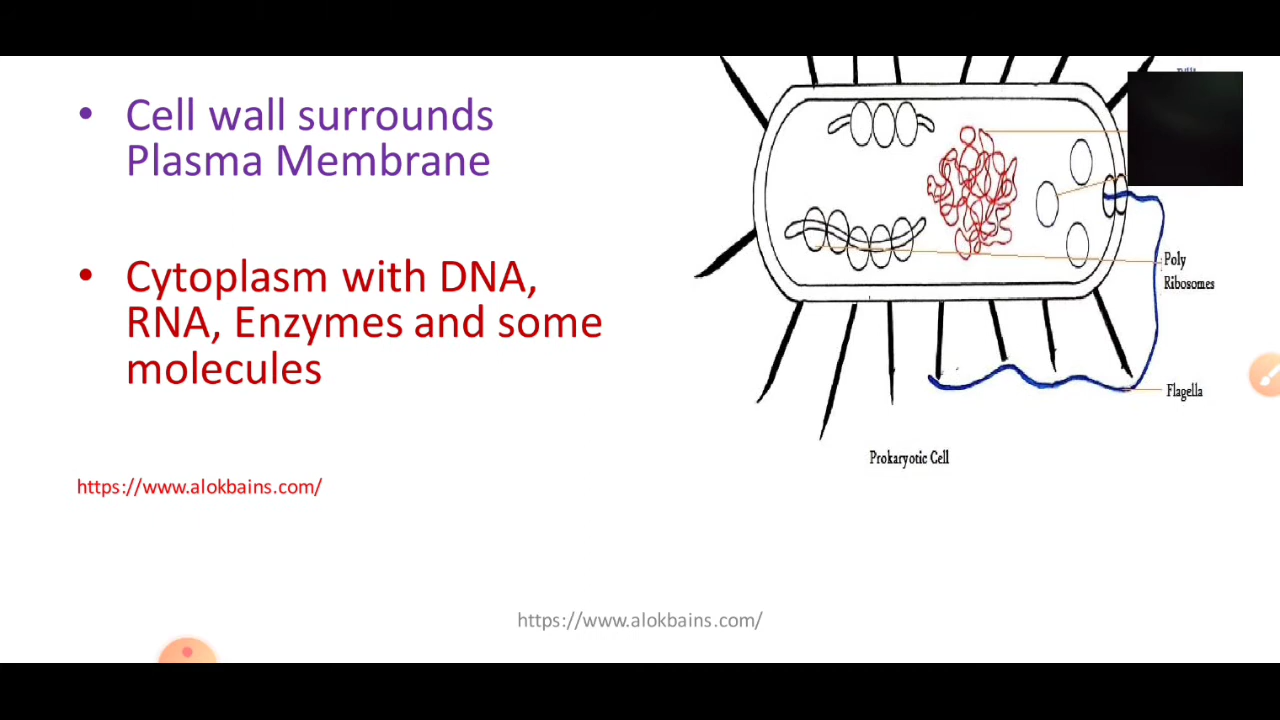 • Cell wall surrounds
Plasma Membrane
• Cytoplasm with DNA,
RNA, Enzymes and some
molecules
https://www.alokbains.com/
Poly
Ribosomes
Flagella
Prokaryotic Cell
https://www.alokbains.com/